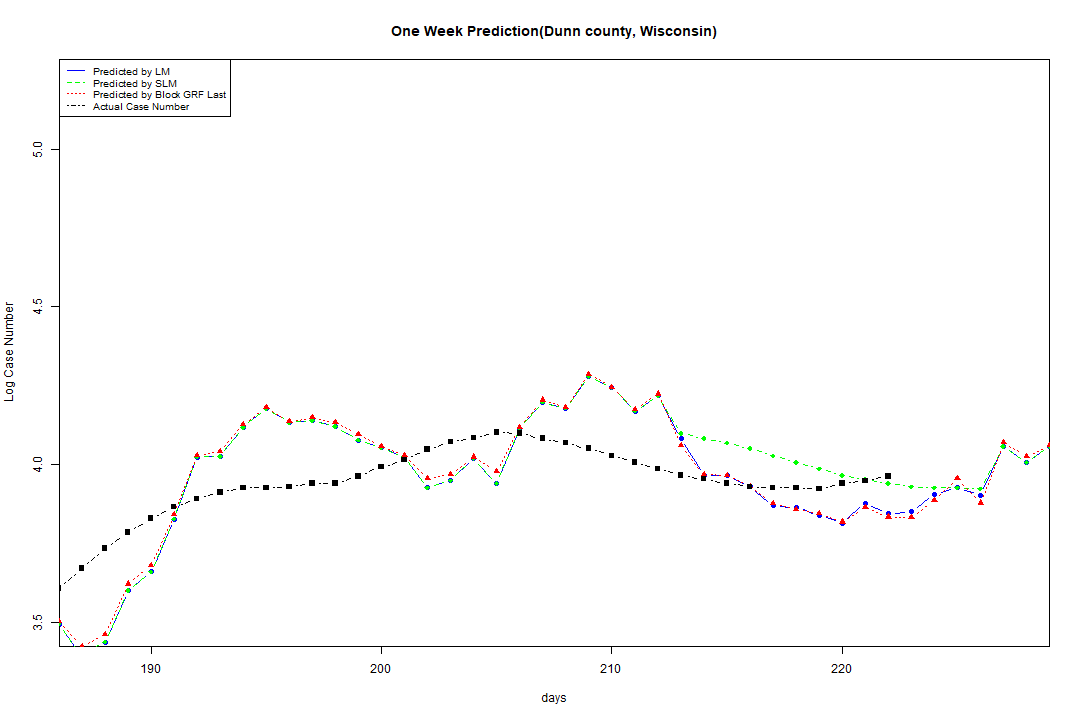 One Week Prediction(Dunn county, Wisconsin)
Predicted by LM
Predicted by SLM
Predicted by Block GRF Last
Actual Case Number
5.0
4.5
4.0
3.5
Log Case Number
190
200
210
220
days